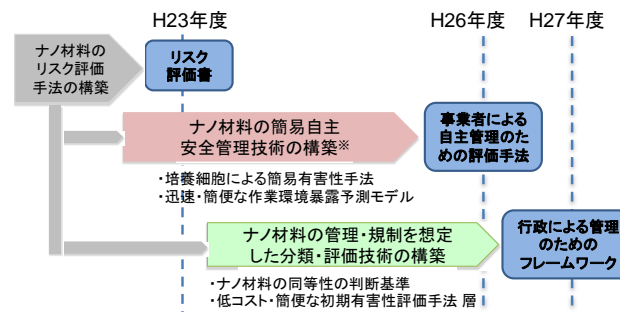 H23年度
H26年度
H27年度
ナノ材料の
リスク評価
手法の構築
リスク
評価書
ナノ材料の簡易自主
安全管理技術の構築※
事業者による
自主管理のた
めの評価手法
・培養細胞による簡易有害性手法
・迅速・簡便な作業環境暴露予測モデル
ナノ材料の管理・規制を想定
した分類・評価技術の構築
行政による管理
のための
フレームワーク
・ナノ材料の同等性の判断基準
・低コスト・簡便な初期有害性評価手法 層